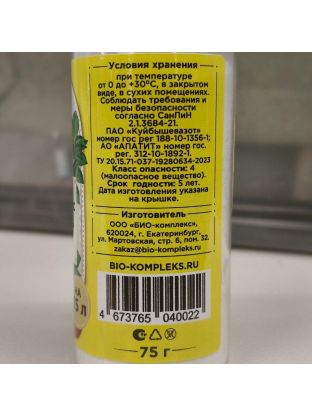 Условия хранения
при температуре
от 0 до +30°С, в закрытом
виде, в сухих помещениях.
Соблюдать требования и
меры безопасности
согласно СанПиН
2.1.3684-21.
ПАО «Куйбышевазот»
номер гос рег 188-10-1356-1;
АО «АПАТИТ» номер гос.
рег. 312-10-1892-1.
ТУ 20.15.71-037-19280634-2023
Класс опасности: 4
(малоопасное вещество).
Срок годности: 5 лет.
Дата изготовления указана
на крышке.
Изготовитель
ООО «БИО-комплекс»,
620024, г. Екатеринбург,
ул. Мартовская, стр. 6, пом. 32.
zakaz@bio-kompleks.ru
BIO-KOMPLEKS.RU
4 673765 040022
75 г